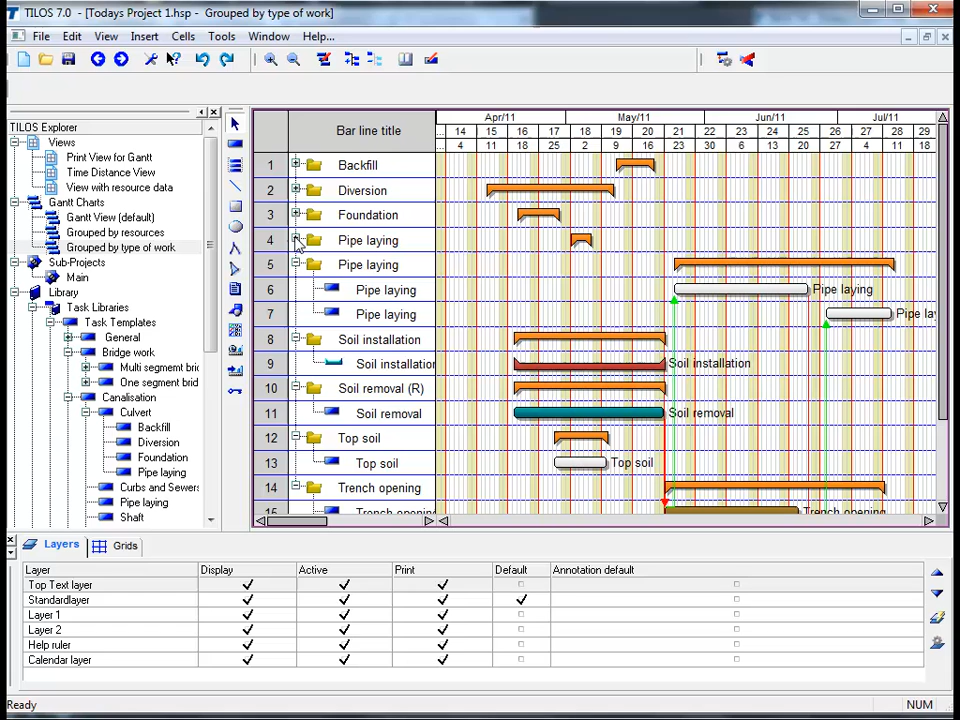 TILOS 7.0 - [Todays Project 1.hsp - Grouped by type of work]
File Edit View Insert Cells Tools Window Help...
TILOS Explorer
Views
Print View for Gantt
Time Distance View
View with resource data
Gantt Charts
Gantt View (default)
Grouped by resources
Grouped by type of work
Sub-Projects
Main
Library
Task Libraries
Task Templates
General
Bridge work
Multi segment brid
One segment brid
Canalisation
Culvert
Backfill
Diversion
Foundation
Pipe laying
Curbs and Sewers
Pipe laying
Shaft
Bar line title
Apr/11 May/11 Jun/11 Jul/11
... 14 15 16 17 18 19 20 21 22 23 24 25 26 27 28 29
... 4 11 18 25 2 9 16 23 30 6 13 20 27 4 11 18
1 Backfill
2 Diversion
3 Foundation
4 Pipe laying
5 Pipe laying
6 Pipe laying Pipe laying
7 Pipe laying Pipe la
8 Soil installation
9 Soil installation Soil installation
10 Soil removal (R)
11 Soil removal Soil removal
12 Top soil
13 Top soil Top soil
14 Trench opening
15 Trench opening Trench opening
Layers Grids
Layer Display Active Print Default Annotation default
Top Text layer
Standardlayer
Layer 1
Layer 2
Help ruler
Calendar layer
Ready NUM